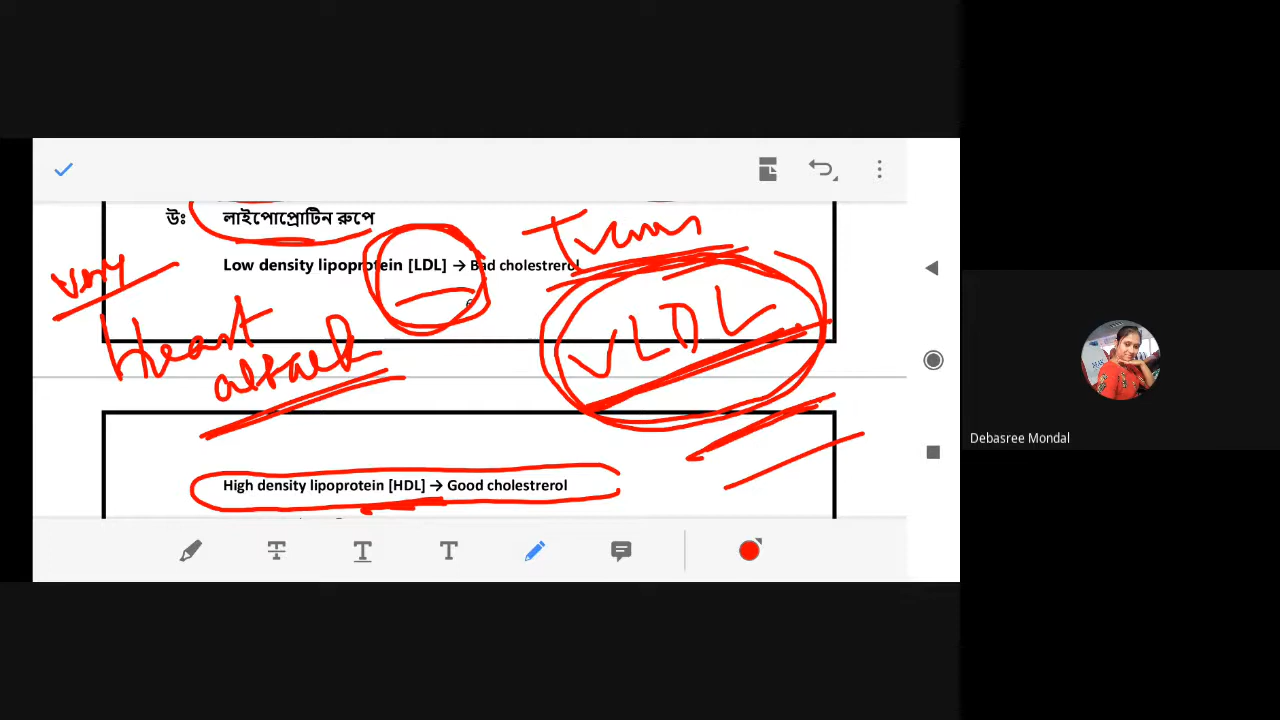 উঃ লাইপোপ্রোটিন রুপে
very
Low density lipoprotein [LDL] → Bad cholestrerol
Heart
attack
VLDL
High density lipoprotein [HDL] → Good cholestrerol
Debasree Mondal